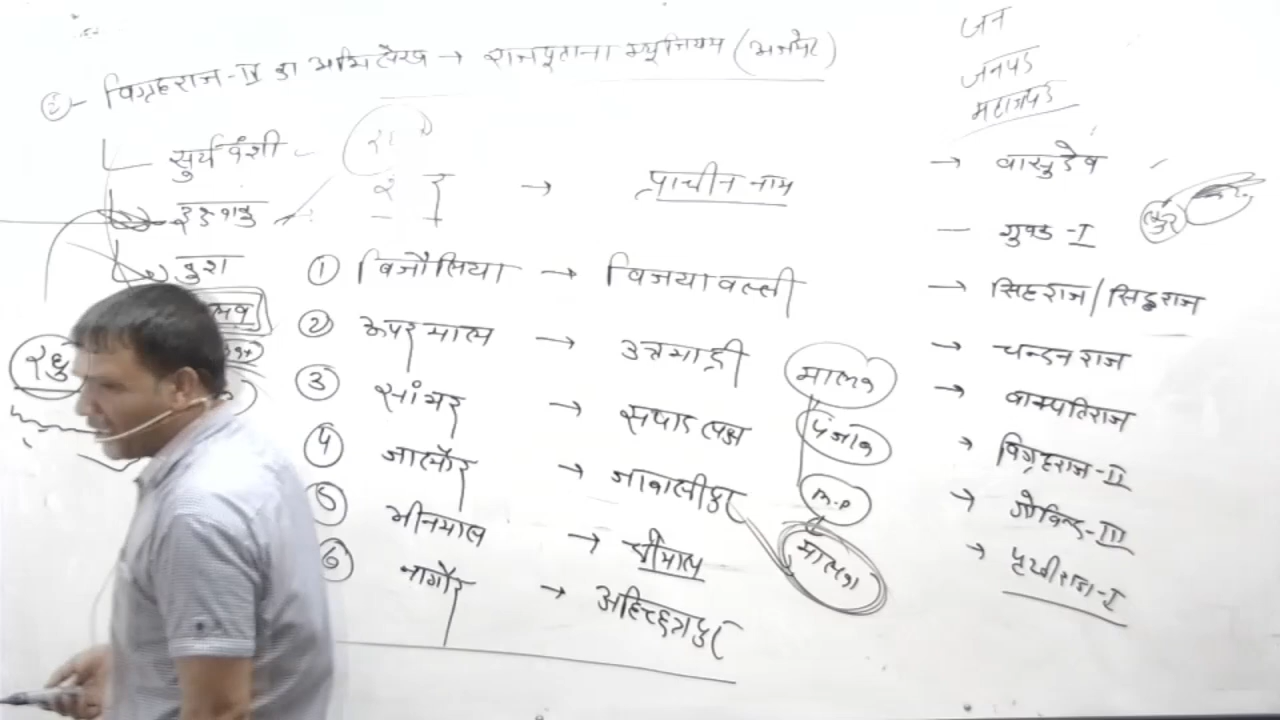 ② - विग्रहराज-IV का अभिलेख → राजपूताना म्यूजियम (अजमेर)
सुर्य वंशी
कुश
रघु
→ प्राचीन नाम
① बिजौलिया → विजयावल्ली
② ऊपरमाल → उत्तमाद्री
③ सांभर → सपादलक्ष
④ जालौर → जाबालीपुर
⑤ भीनमाल → श्रीमाल
⑥ नागौर → अहिच्छत्रपुर
मालव
पंजाब
m.p
मालवा
जन
जनपद
महाजनपद
→ वासुदेव
— गुवक -I
→ सिंहराज/सिद्धराज
→ चन्दनराज
→ वाक्पतिराज
→ विग्रहराज-II
→ गोविन्द-III
→ पृथ्वीराज-I